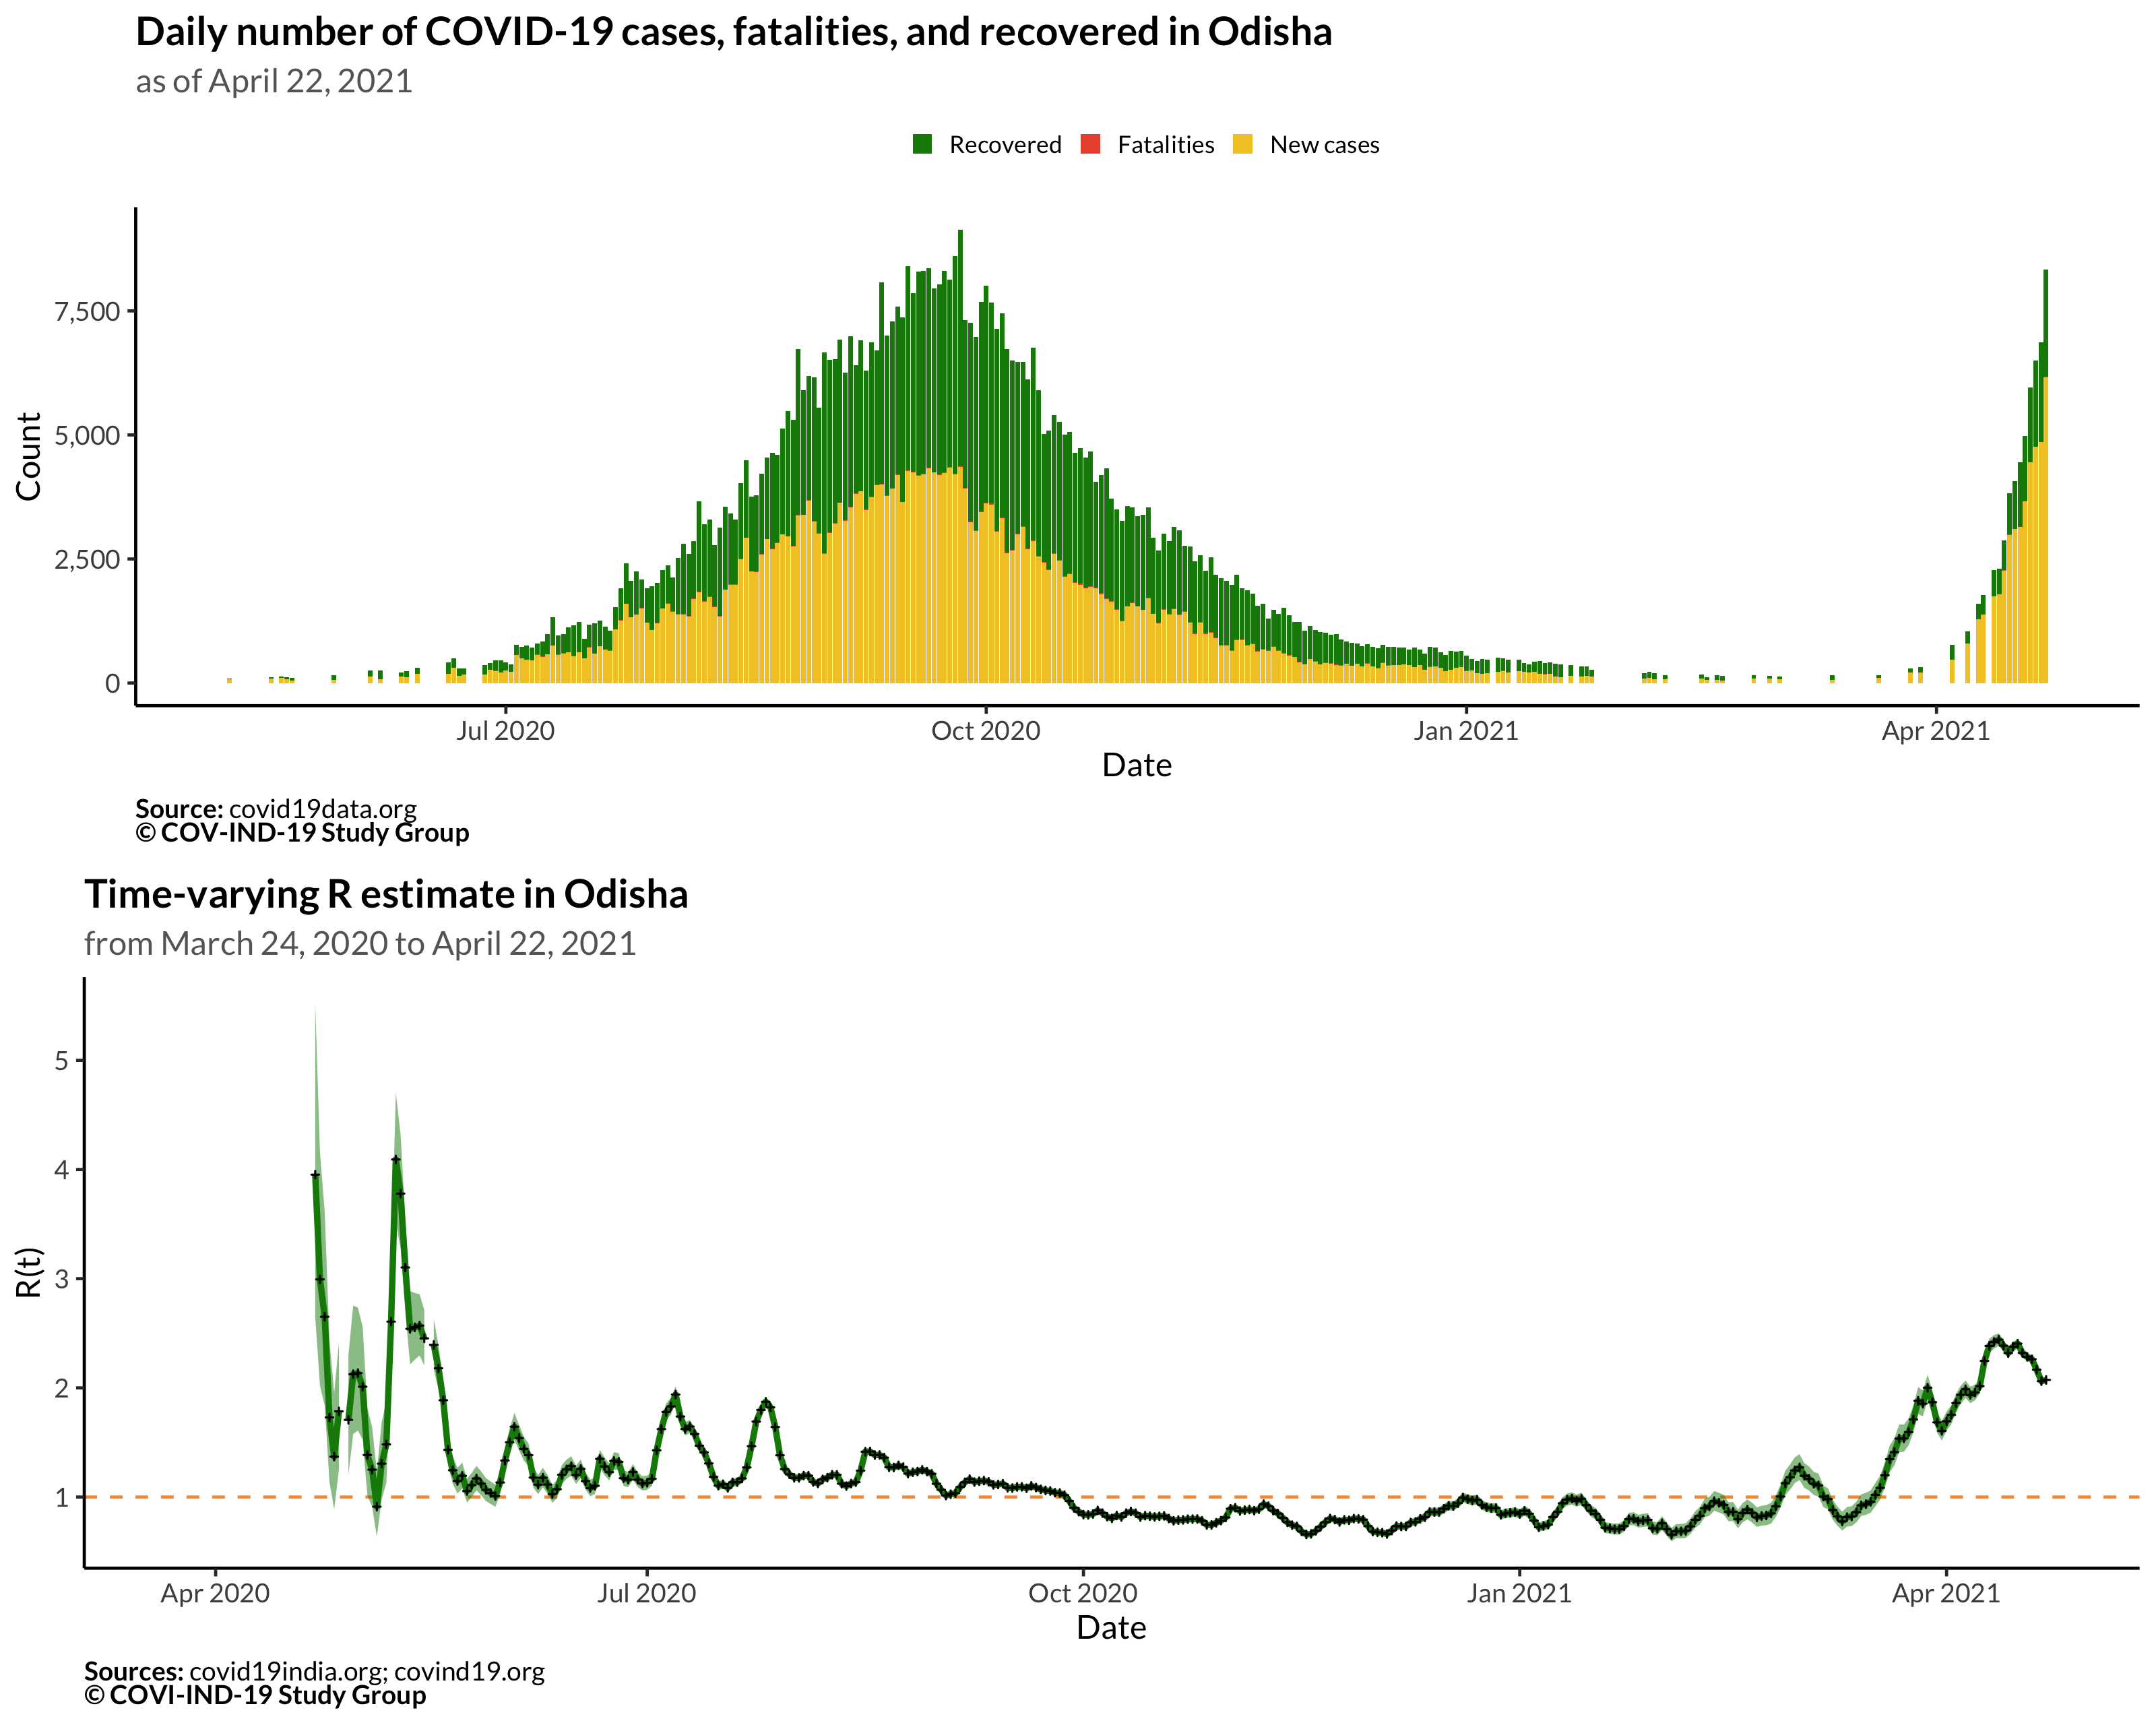 Daily number of COVID-19 cases, fatalities, and recovered in Odisha
as of April 22, 2021
Recovered Fatalities New cases
7,500
5,000
2,500
0
Count
Jul 2020 Oct 2020 Jan 2021 Apr 2021
Date
Source: covid19data.org
© COV-IND-19 Study Group
Time-varying R estimate in Odisha
from March 24, 2020 to April 22, 2021
5
4
3
2
1
R(t)
Apr 2020 Jul 2020 Oct 2020 Jan 2021 Apr 2021
Date
Sources: covid19india.org; covind19.org
© COVI-IND-19 Study Group